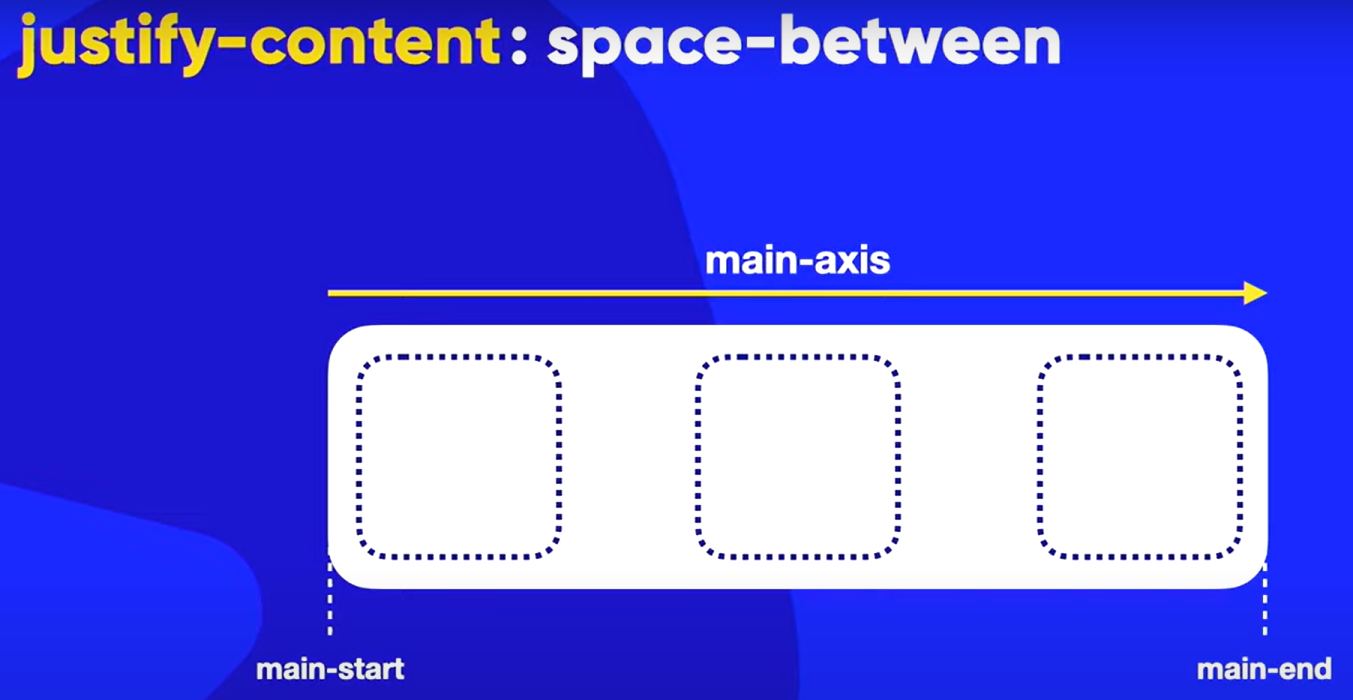 justify-content: space-between
main-axis
main-start
main-end